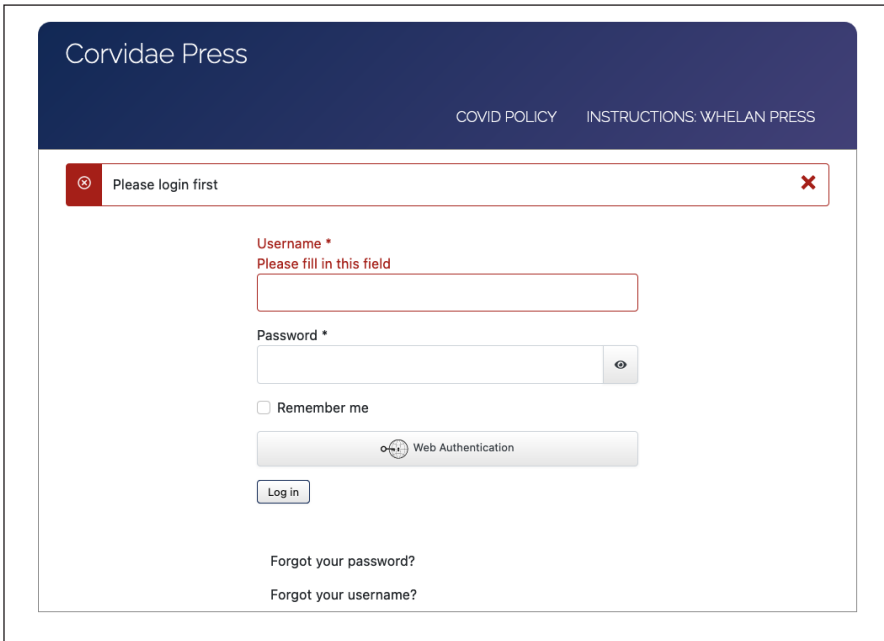 Corvidae Press
COVID POLICY INSTRUCTIONS: WHELAN PRESS
Please login first
Username *
Please fill in this field
Password *
Remember me
Web Authentication
Log in
Forgot your password?
Forgot your username?